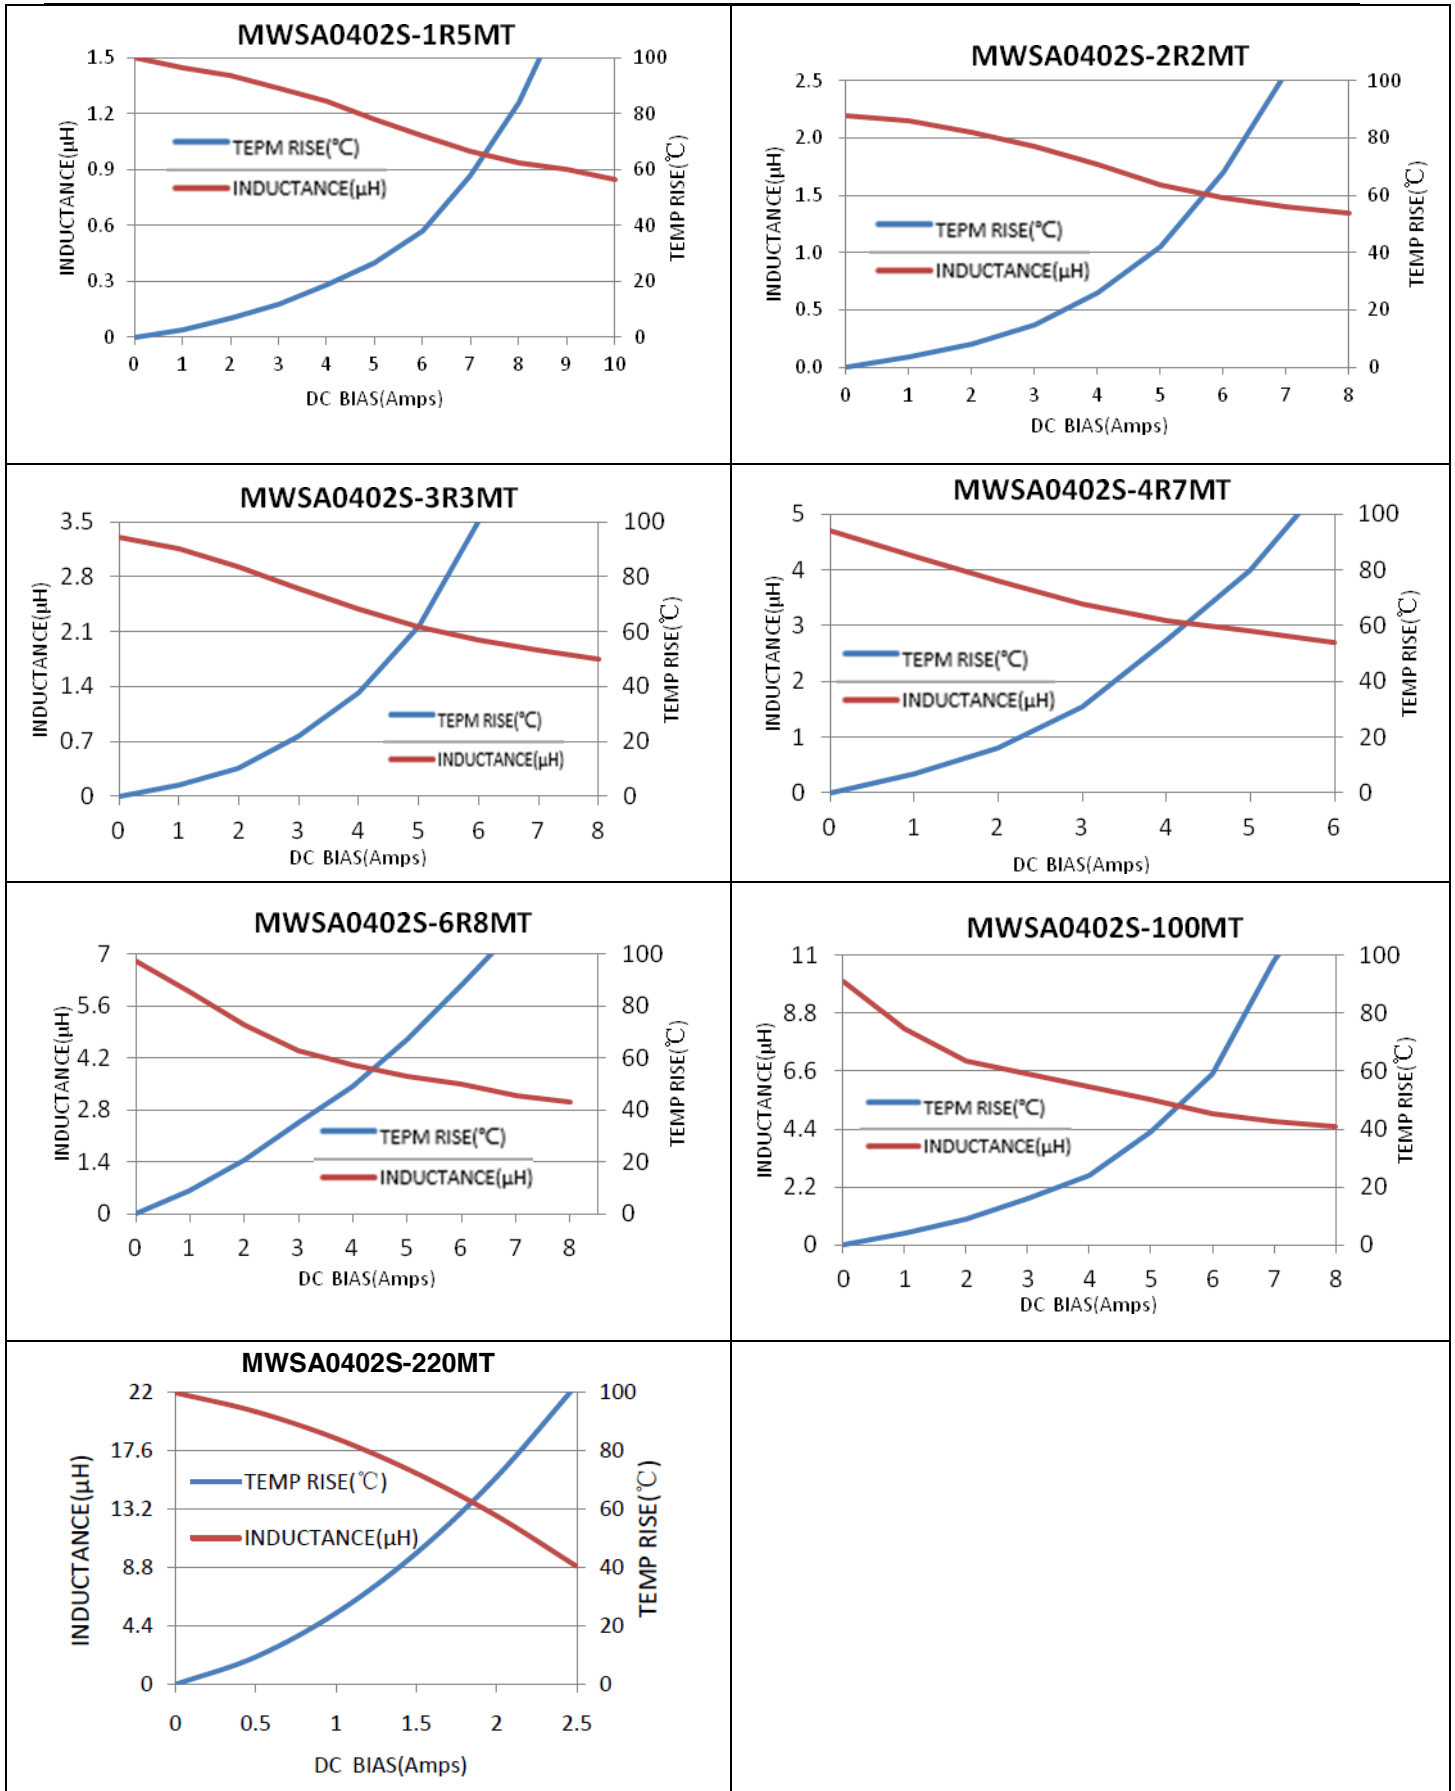 MWSA0402S-1R5MT
INDUCTANCE(μH)
1.5
1.2
0.9
0.6
0.3
0
TEPM RISE(℃)
INDUCTANCE(μH)
100
80
60
40
20
0
TEMP RISE(℃)
0 1 2 3 4 5 6 7 8 9 10
DC BIAS(Amps)
MWSA0402S-2R2MT
INDUCTANCE(μH)
2.5
2.0
1.5
1.0
0.5
0.0
TEPM RISE(℃)
INDUCTANCE(μH)
100
80
60
40
20
0
TEMP RISE(℃)
0 1 2 3 4 5 6 7 8
DC BIAS(Amps)
MWSA0402S-3R3MT
INDUCTANCE(μH)
3.5
2.8
2.1
1.4
0.7
0
TEPM RISE(℃)
INDUCTANCE(μH)
100
80
60
40
20
0
TEMP RISE(℃)
0 1 2 3 4 5 6 7 8
DC BIAS(Amps)
MWSA0402S-4R7MT
INDUCTANCE(μH)
5
4
3
2
1
0
TEPM RISE(℃)
INDUCTANCE(μH)
100
80
60
40
20
0
TEMP RISE(℃)
0 1 2 3 4 5 6
DC BIAS(Amps)
MWSA0402S-6R8MT
INDUCTANCE(μH)
7
5.6
4.2
2.8
1.4
0
TEPM RISE(℃)
INDUCTANCE(μH)
100
80
60
40
20
0
TEMP RISE(℃)
0 1 2 3 4 5 6 7 8
DC BIAS(Amps)
MWSA0402S-100MT
INDUCTANCE(μH)
11
8.8
6.6
4.4
2.2
0
TEPM RISE(℃)
INDUCTANCE(μH)
100
80
60
40
20
0
TEMP RISE(℃)
0 1 2 3 4 5 6 7 8
DC BIAS(Amps)
MWSA0402S-220MT
INDUCTANCE(μH)
22
17.6
13.2
8.8
4.4
0
TEMP RISE(℃)
INDUCTANCE(μH)
100
80
60
40
20
0
TEMP RISE(℃)
0 0.5 1 1.5 2 2.5
DC BIAS(Amps)